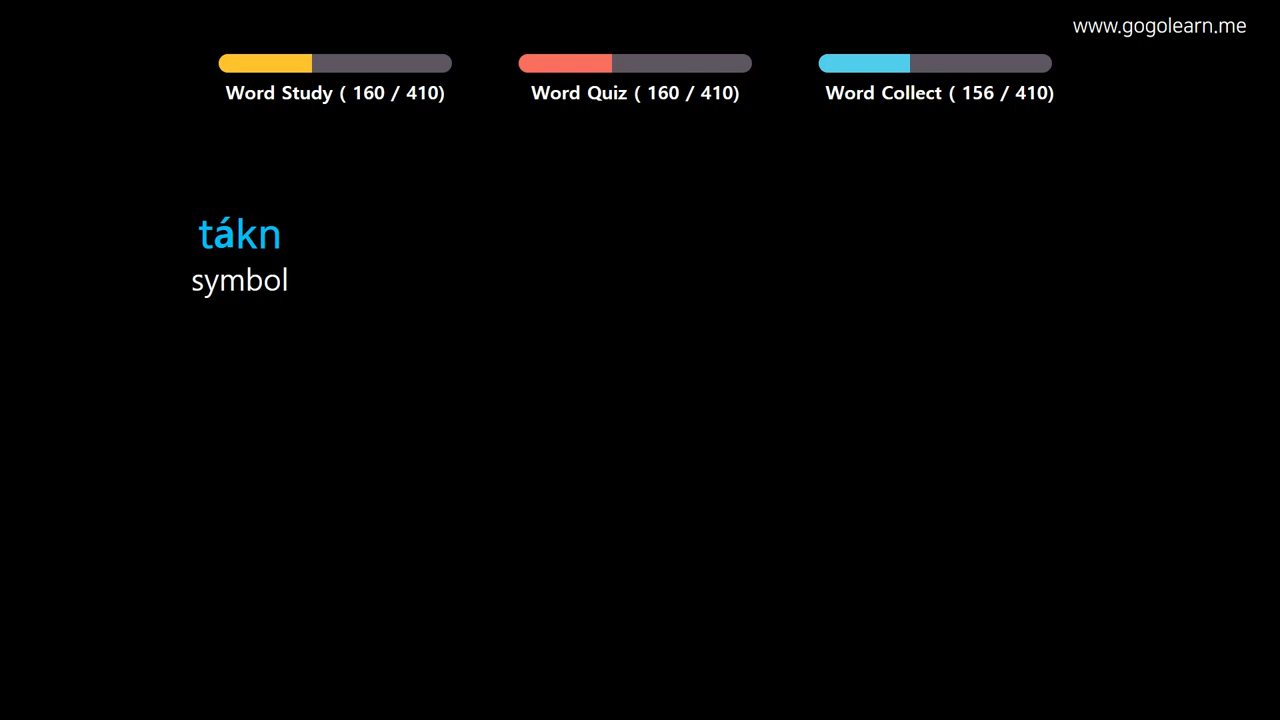 www.gogolearn.me
Word Study ( 160 / 410)
Word Quiz ( 160 / 410)
Word Collect ( 156 / 410)
tákn
symbol